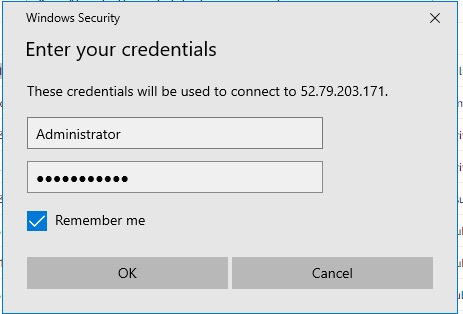 Windows Security
Enter your credentials
These credentials will be used to connect to 52.79.203.171.
Administrator
●●●●●●●●●●●
Remember me
OK
Cancel